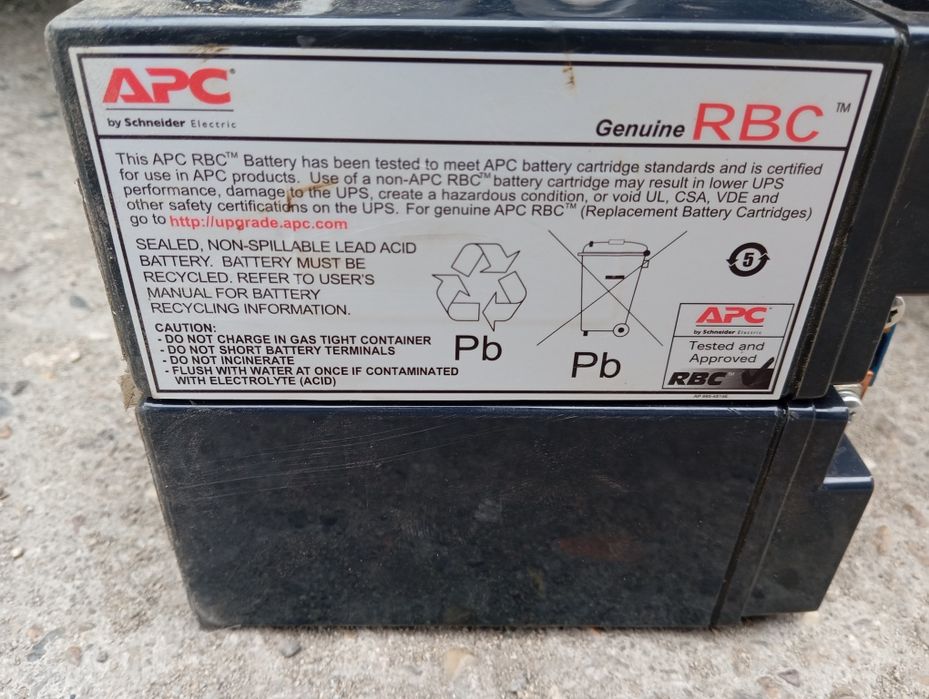 APC®
by Schneider Electric
Genuine RBC™
This APC RBC™ Battery has been tested to meet APC battery cartridge standards and is certified
for use in APC products. Use of a non-APC RBC™ battery cartridge may result in lower UPS
performance, damage to the UPS, create a hazardous condition, or void UL, CSA, VDE and
other safety certifications on the UPS. For genuine APC RBC™ (Replacement Battery Cartridges)
go to http://upgrade.apc.com
SEALED, NON-SPILLABLE LEAD ACID
BATTERY. BATTERY MUST BE
RECYCLED. REFER TO USER'S
MANUAL FOR BATTERY
RECYCLING INFORMATION.
CAUTION:
- DO NOT CHARGE IN GAS TIGHT CONTAINER
- DO NOT SHORT BATTERY TERMINALS
- DO NOT INCINERATE
- FLUSH WITH WATER AT ONCE IF CONTAMINATED
WITH ELECTROLYTE (ACID)
Pb
Pb
5
APC
by Schneider Electric
Tested and
Approved
RBC™